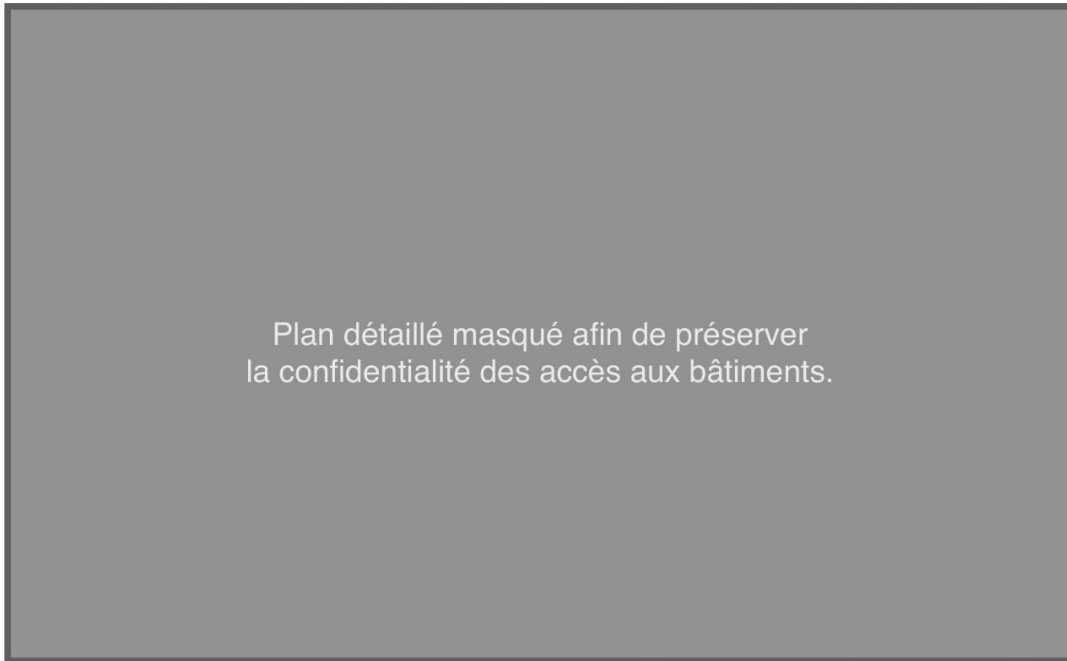 Plan détaillé masqué afin de préserver
la confidentialité des accès aux bâtiments.